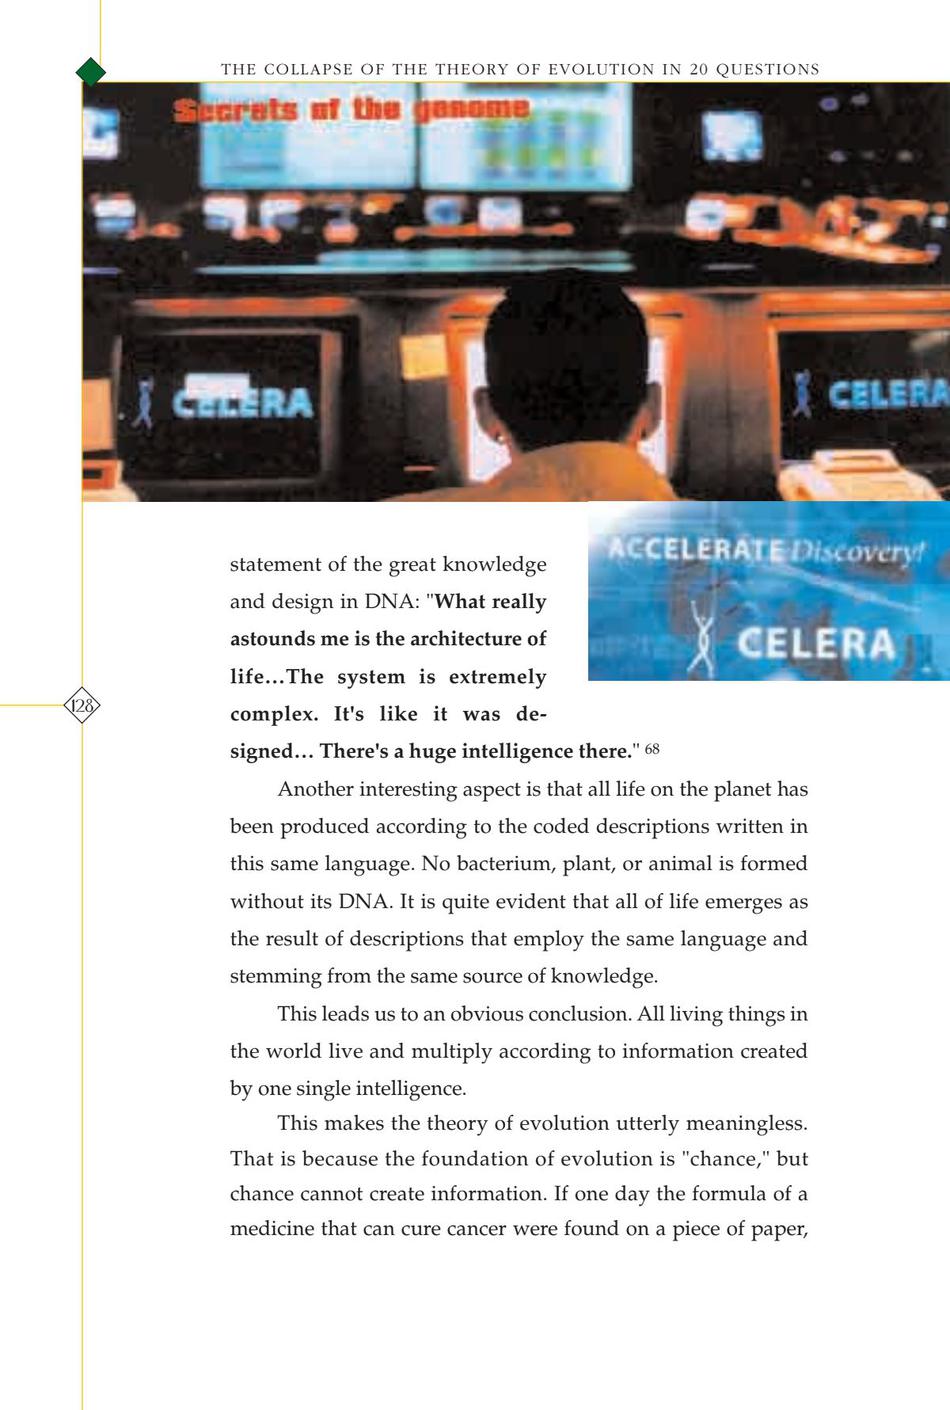 THE COLLAPSE OF THE THEORY OF EVOLUTION IN 20 QUESTIONS
Secrets of the genome
CELERA
CELERA
ACCELERATE Discovery!
CELERA
statement of the great knowledge
and design in DNA: "What really
astounds me is the architecture of
life…The system is extremely
complex. It's like it was de-
signed… There's a huge intelligence there." 68
128
Another interesting aspect is that all life on the planet has
been produced according to the coded descriptions written in
this same language. No bacterium, plant, or animal is formed
without its DNA. It is quite evident that all of life emerges as
the result of descriptions that employ the same language and
stemming from the same source of knowledge.
This leads us to an obvious conclusion. All living things in
the world live and multiply according to information created
by one single intelligence.
This makes the theory of evolution utterly meaningless.
That is because the foundation of evolution is "chance," but
chance cannot create information. If one day the formula of a
medicine that can cure cancer were found on a piece of paper,